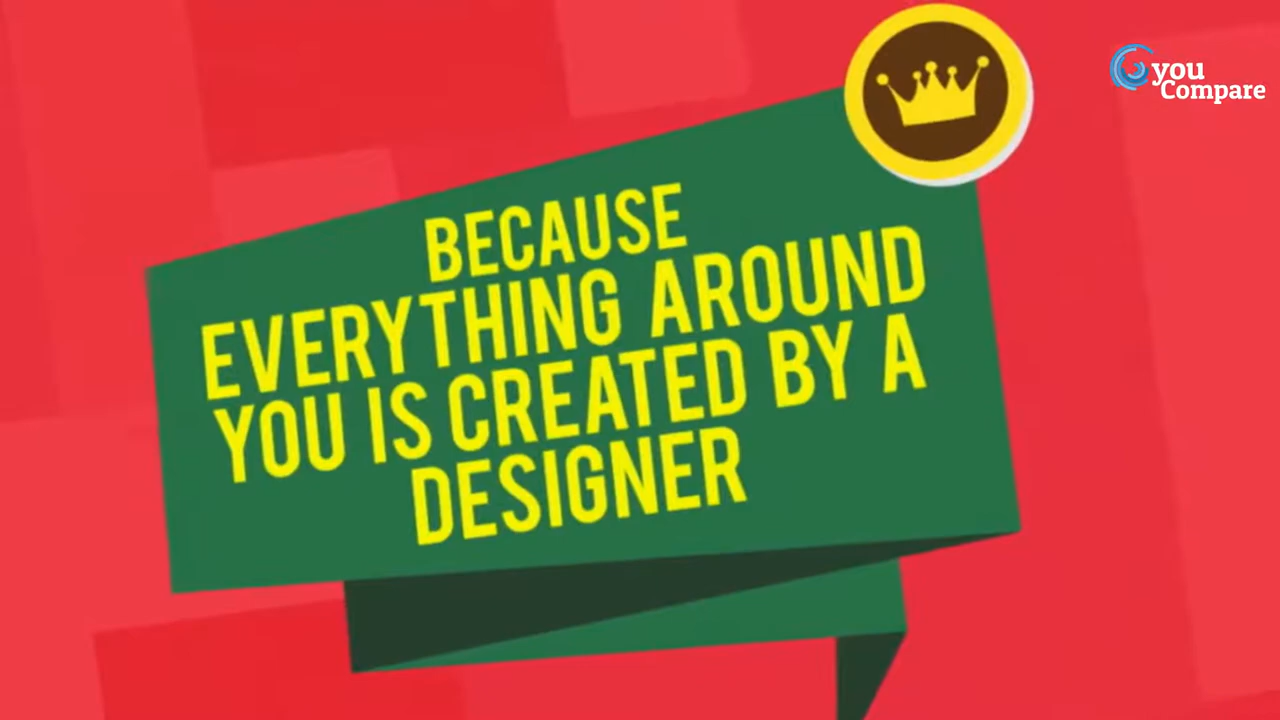 you
Compare
BECAUSE
EVERYTHING AROUND
YOU IS CREATED BY A
DESIGNER